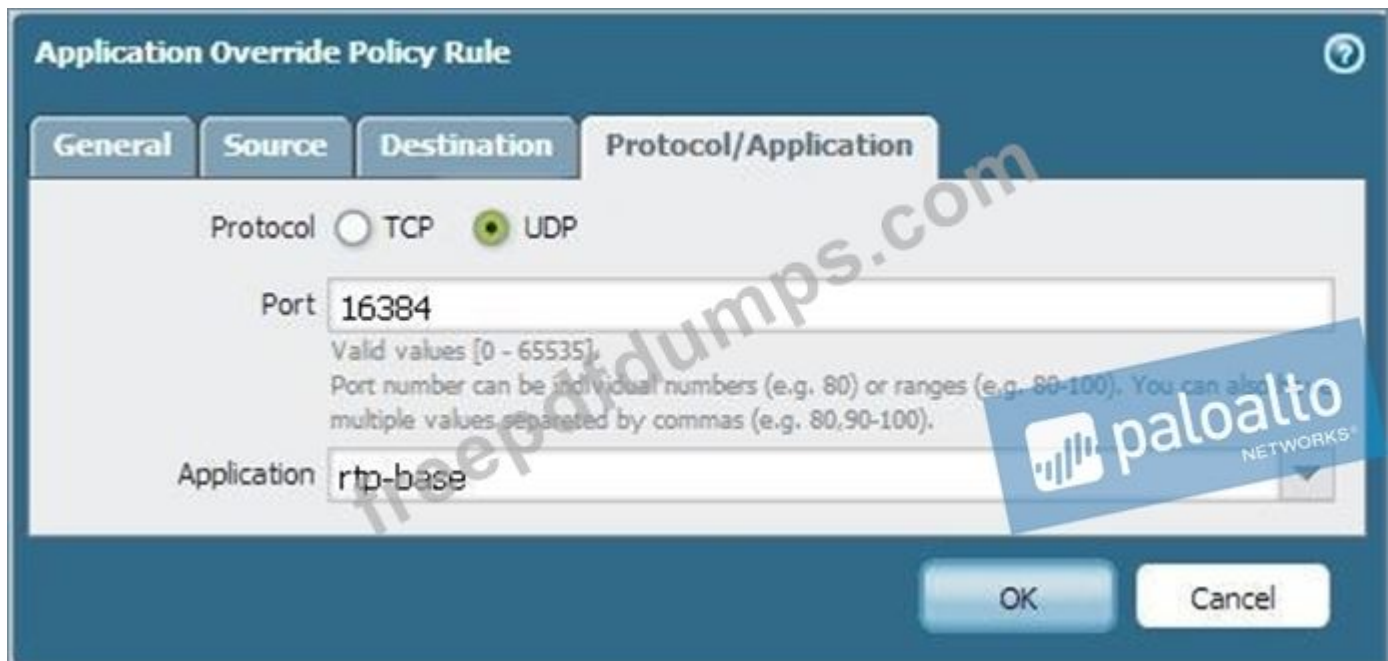 Application Override Policy Rule
General Source Destination Protocol/Application
Protocol TCP UDP
Port 16384
Valid values [0 - 65535].
Port number can be individual numbers (e.g. 80) or ranges (e.g. 80-100). You can also
multiple values separeted by commas (e.g. 80,90-100).
Application rtp-base
OK Cancel
freepdfdumps.com
paloalto
NETWORKS